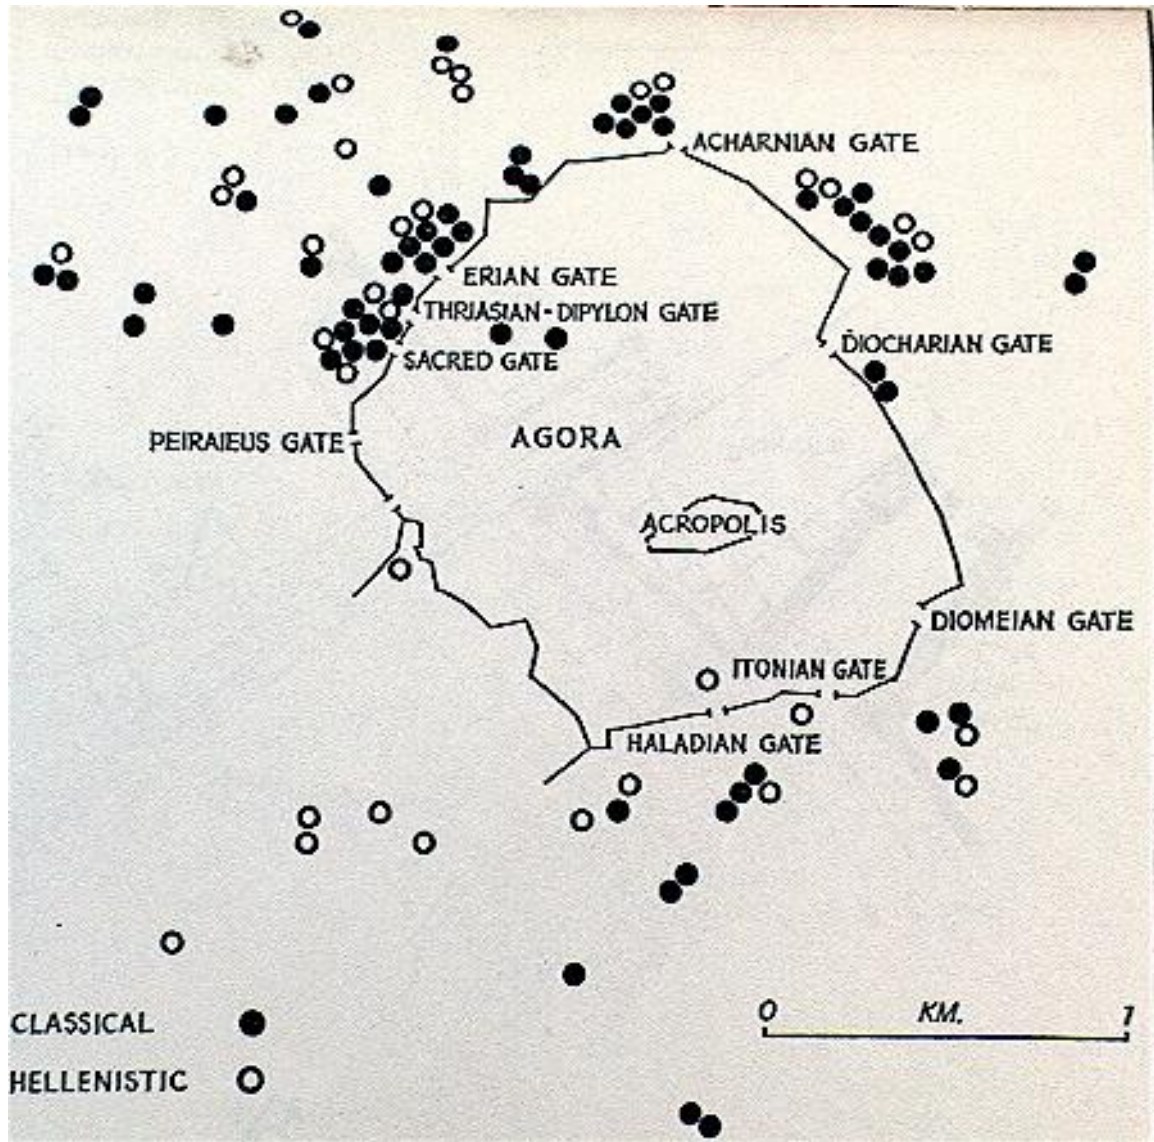 ACHARNIAN GATE
ERIAN GATE
THRIASIAN-DIPYLON GATE
SACRED GATE
DIOCHARIAN GATE
PEIRAIEUS GATE
AGORA
ACROPOLIS
DIOMEIAN GATE
ITONIAN GATE
HALADIAN GATE
CLASSICAL
HELLENISTIC
0 KM. 1